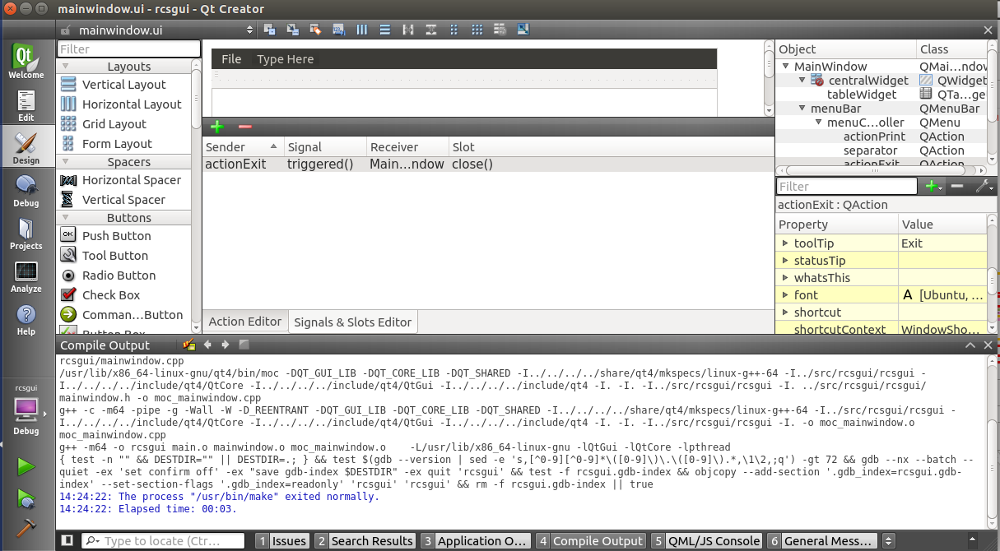 mainwindow.ui - rcsgui - Qt Creator
mainwindow.ui
Welcome
Edit
Design
Debug
Projects
Analyze
Help
rcsgui
Debug
Filter
Layouts
Vertical Layout
Horizontal Layout
Grid Layout
Form Layout
Spacers
Horizontal Spacer
Vertical Spacer
Buttons
OK Push Button
Tool Button
Radio Button
Check Box
Comman...Button
Button Box
File Type Here
Sender Signal Receiver Slot
actionExit triggered() Main...ndow close()
Action Editor Signals & Slots Editor
Object Class
MainWindow QMai...ndow
centralWidget QWidget
tableWidget QTa...ge
menuBar QMenuBar
menuC...oller QMenu
actionPrint QAction
separator QAction
actionExit QAction
Filter
actionExit : QAction
Property Value
toolTip Exit
statusTip
whatsThis
font A [Ubuntu, ...
shortcut
shortcutContext WindowSho...
Compile Output
rcsgui/mainwindow.cpp
/usr/lib/x86_64-linux-gnu/qt4/bin/moc -DQT_GUI_LIB -DQT_CORE_LIB -DQT_SHARED -I../../../../share/qt4/mkspecs/linux-g++-64 -I../src/rcsgui/rcsgui -
I../../../../include/qt4/QtCore -I../../../../include/qt4/QtGui -I../../../../include/qt4 -I. -I. -I../src/rcsgui/rcsgui -I. ../src/rcsgui/rcsgui/
mainwindow.h -o moc_mainwindow.cpp
g++ -c -m64 -pipe -g -Wall -W -D_REENTRANT -DQT_GUI_LIB -DQT_CORE_LIB -DQT_SHARED -I../../../../share/qt4/mkspecs/linux-g++-64 -I../src/rcsgui/rcsgui -
I../../../../include/qt4/QtCore -I../../../../include/qt4/QtGui -I../../../../include/qt4 -I. -I. -I../src/rcsgui/rcsgui -I. -o moc_mainwindow.o
moc_mainwindow.cpp
g++ -m64 -o rcsgui main.o mainwindow.o moc_mainwindow.o -L/usr/lib/x86_64-linux-gnu -lQtGui -lQtCore -lpthread
{ test -n "" && DESTDIR="" || DESTDIR=.; } && test $(gdb --version | sed -e 's,[^0-9][^0-9]*\([0-9]\)\.\([0-9]\).*,\1\2,;q') -gt 72 && gdb --nx --batch --
quiet -ex 'set confirm off' -ex "save gdb-index $DESTDIR" -ex quit 'rcsgui' && test -f rcsgui.gdb-index && objcopy --add-section '.gdb_index=rcsgui.gdb-
index' --set-section-flags '.gdb_index=readonly' 'rcsgui' 'rcsgui' && rm -f rcsgui.gdb-index || true
14:24:22: The process "/usr/bin/make" exited normally.
14:24:22: Elapsed time: 00:03.
Type to locate (Ctr... 1 Issues 2 Search Results 3 Application O... 4 Compile Output 5 QML/JS Console 6 General Mess...